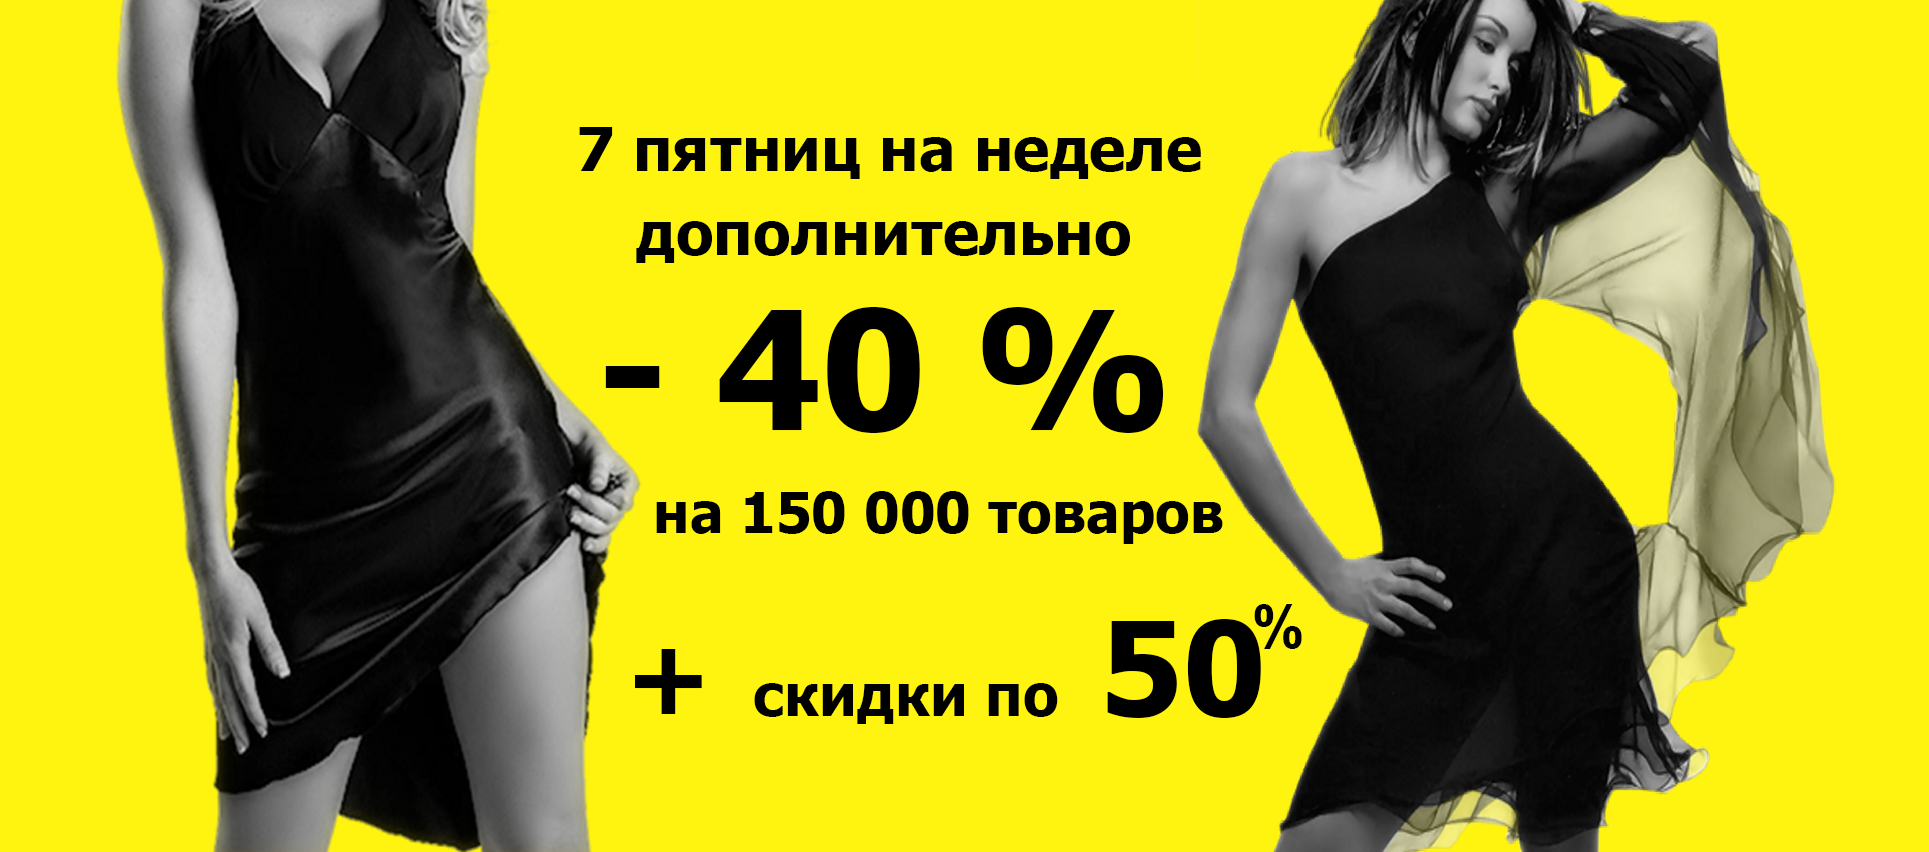 7 пятниц на неделе
дополнительно
- 40 %
на 150 000 товаров
+ скидки по 50%